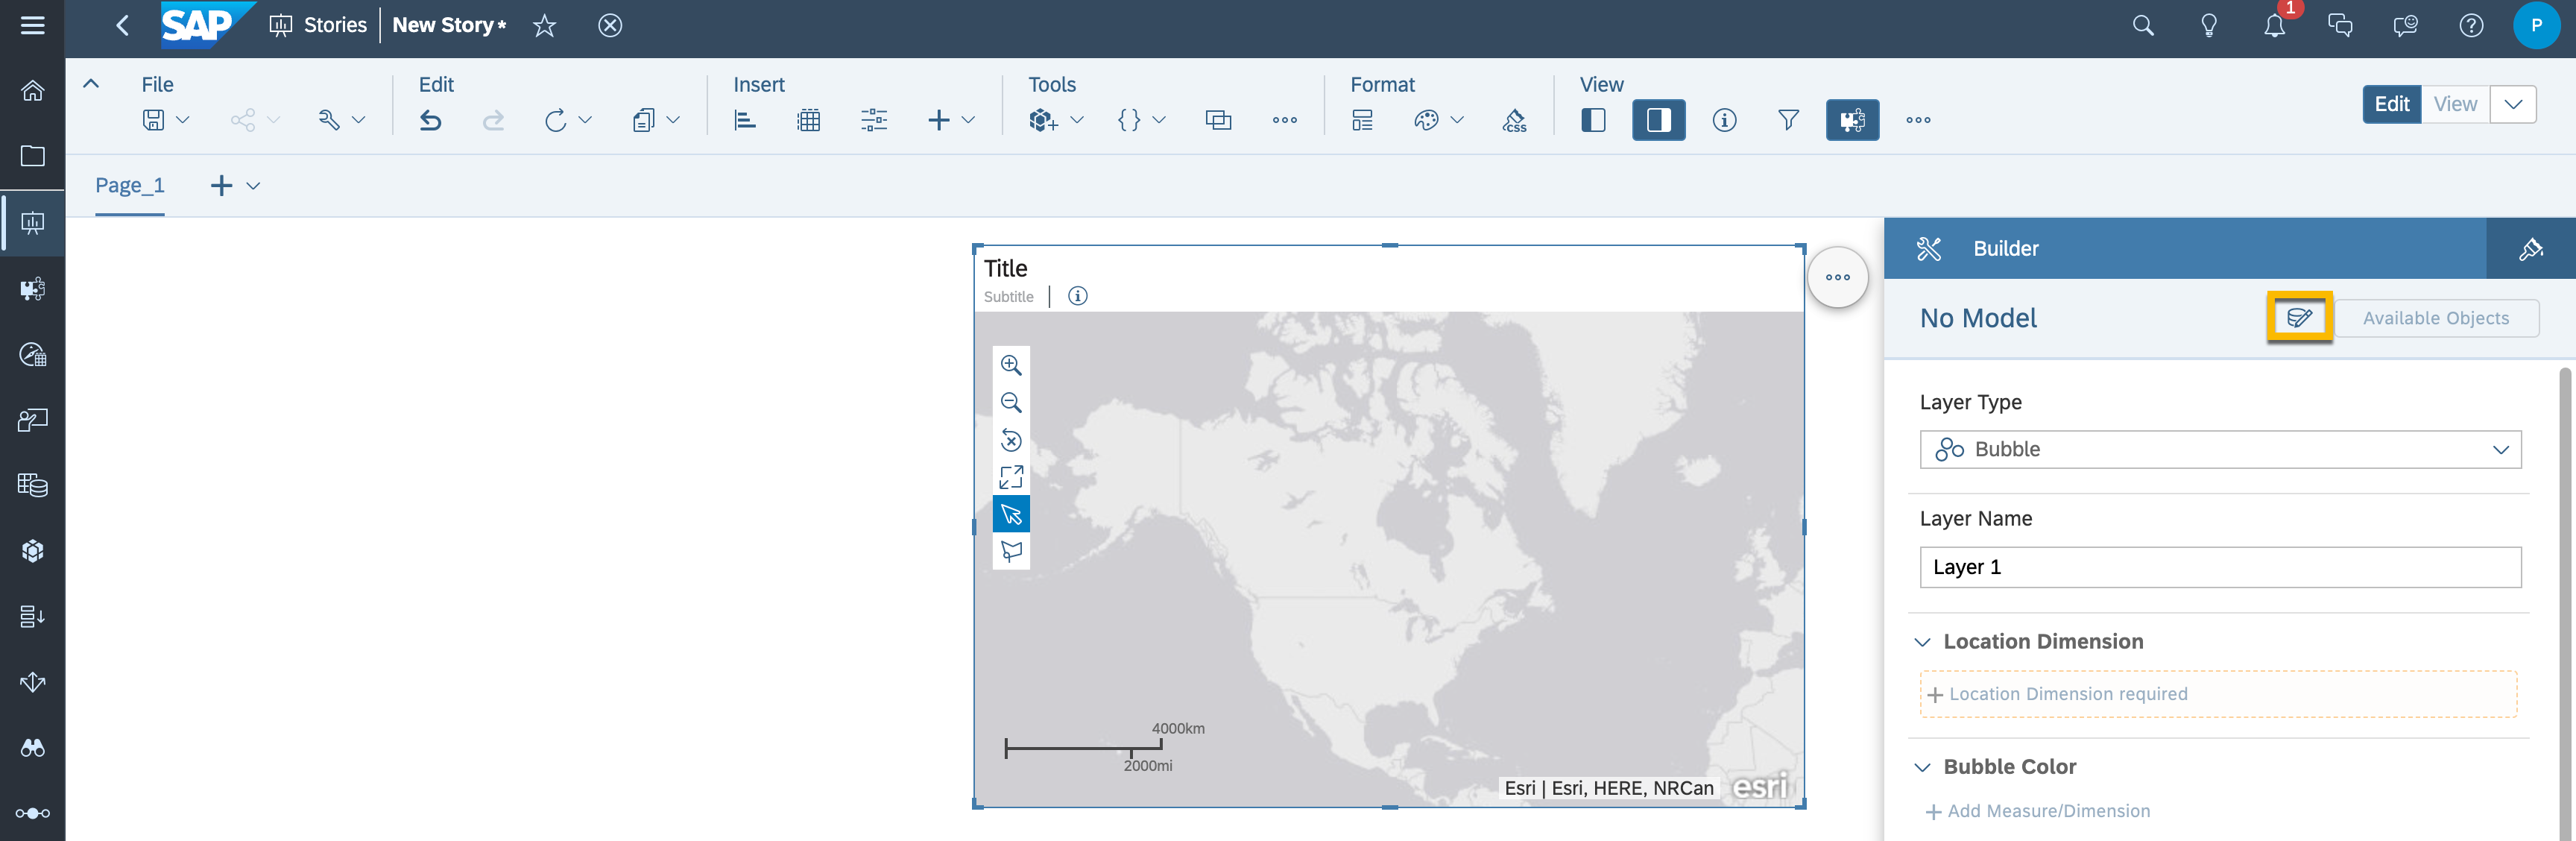 SAP Stories New Story* 1 P
File Edit Insert Tools Format View
CSS Edit View
Page_1
Title
Subtitle
4000km
2000mi
Esri | Esri, HERE, NRCan esri
Builder
No Model Available Objects
Layer Type
Bubble
Layer Name
Layer 1
Location Dimension
+ Location Dimension required
Bubble Color
+ Add Measure/Dimension